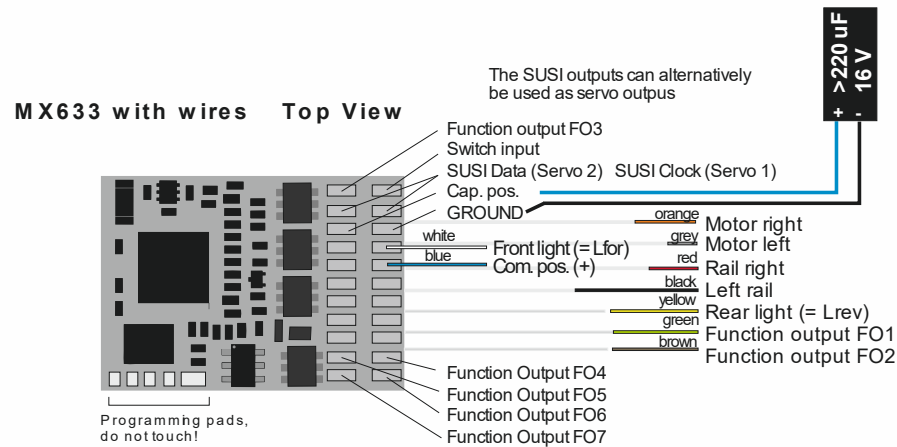 >220 uF
16 V
+ -
The SUSI outputs can alternatively
be used as servo outpus
MX633 with wires Top View
Function output FO3
Switch input
SUSI Data (Servo 2) SUSI Clock (Servo 1)
Cap. pos.
GROUND
orange
Motor right
white
Front light (= Lfor)
grey
Motor left
blue
Com. pos. (+)
red
Rail right
black
Left rail
yellow
Rear light (= Lrev)
green
Function output FO1
brown
Function output FO2
Function Output FO4
Function Output FO5
Function Output FO6
Function Output FO7
Programming pads,
do not touch!